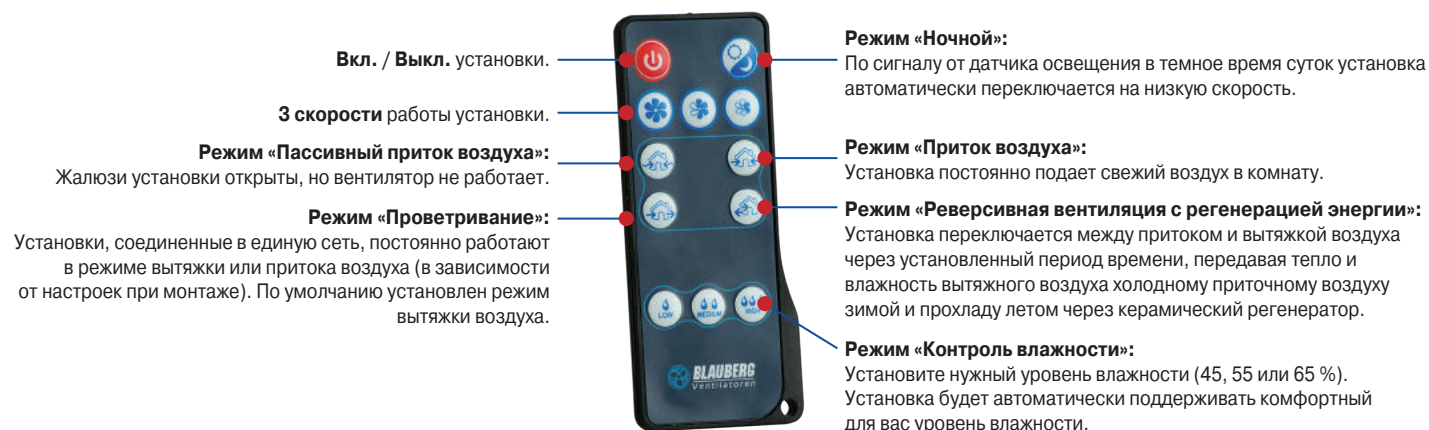 Вкл. / Выкл. установки.
3 скорости работы установки.
Режим «Пассивный приток воздуха»:
Жалюзи установки открыты, но вентилятор не работает.
Режим «Проветривание»:
Установки, соединенные в единую сеть, постоянно работают
в режиме вытяжки или притока воздуха (в зависимости
от настроек при монтаже). По умолчанию установлен режим
вытяжки воздуха.
LOW
MEDIUM
HIGH
BLAUBERG
Ventilatoren
Режим «Ночной»:
По сигналу от датчика освещения в темное время суток установка
автоматически переключается на низкую скорость.
Режим «Приток воздуха»:
Установка постоянно подает свежий воздух в комнату.
Режим «Реверсивная вентиляция с регенерацией энергии»:
Установка переключается между притоком и вытяжкой воздуха
через установленный период времени, передавая тепло и
влажность вытяжного воздуха холодному приточному воздуху
зимой и прохладу летом через керамический регенератор.
Режим «Контроль влажности»:
Установите нужный уровень влажности (45, 55 или 65 %).
Установка будет автоматически поддерживать комфортный
для вас уровень влажности.